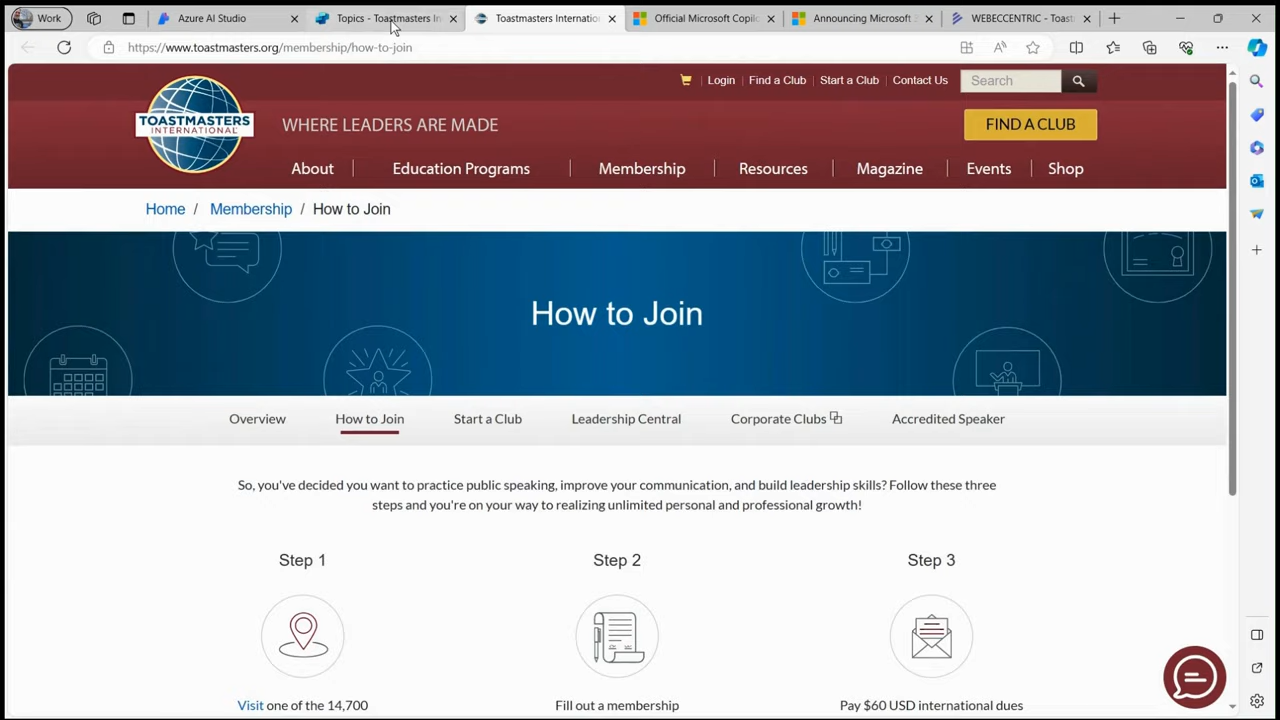 Work
Azure AI Studio
Topics - Toastmasters In
Toastmasters Internatio
Official Microsoft Copilo
Announcing Microsoft
WEBECCENTRIC - Toast
https://www.toastmasters.org/membership/how-to-join
Login
Find a Club
Start a Club
Contact Us
Search
TOASTMASTERS
INTERNATIONAL
WHERE LEADERS ARE MADE
FIND A CLUB
About
Education Programs
Membership
Resources
Magazine
Events
Shop
Home / Membership / How to Join
How to Join
Overview
How to Join
Start a Club
Leadership Central
Corporate Clubs
Accredited Speaker
So, you've decided you want to practice public speaking, improve your communication, and build leadership skills? Follow these three
steps and you're on your way to realizing unlimited personal and professional growth!
Step 1
Step 2
Step 3
Visit one of the 14,700
Fill out a membership
Pay $60 USD international dues